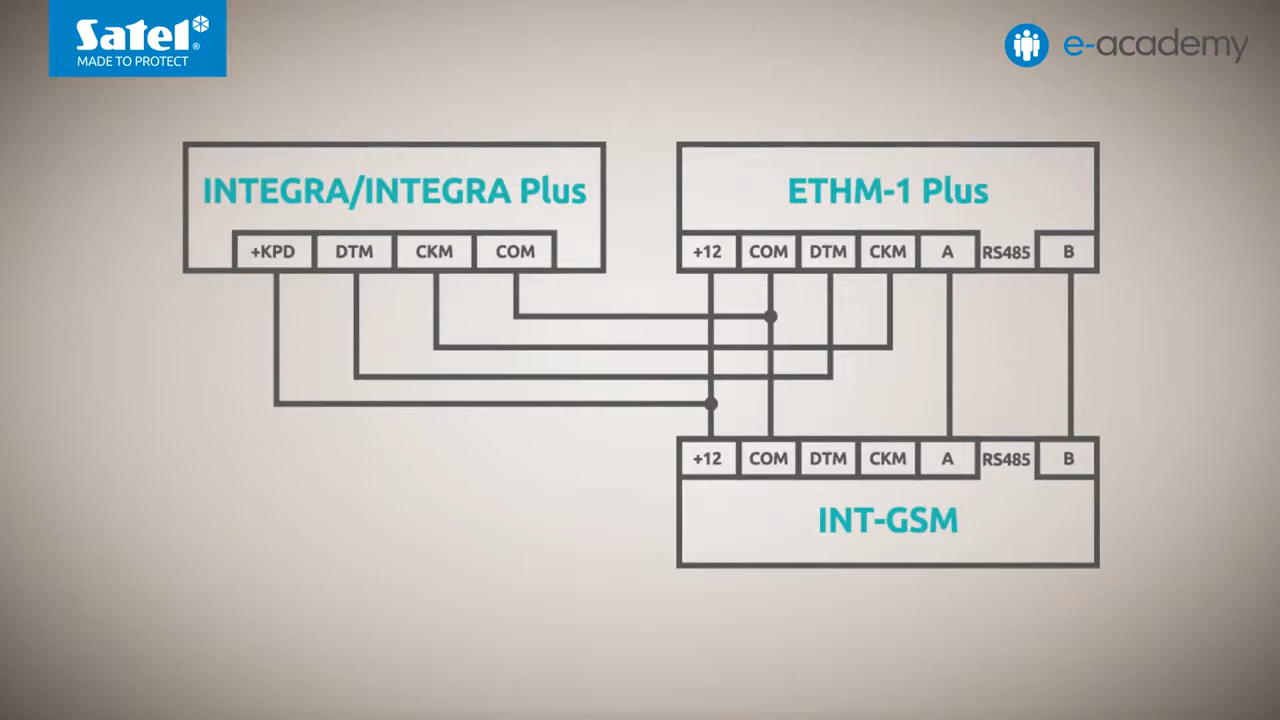 Satel®
MADE TO PROTECT
e-academy
INTEGRA/INTEGRA Plus
+KPD DTM CKM COM
ETHM-1 Plus
+12 COM DTM CKM A RS485 B
+12 COM DTM CKM A RS485 B
INT-GSM